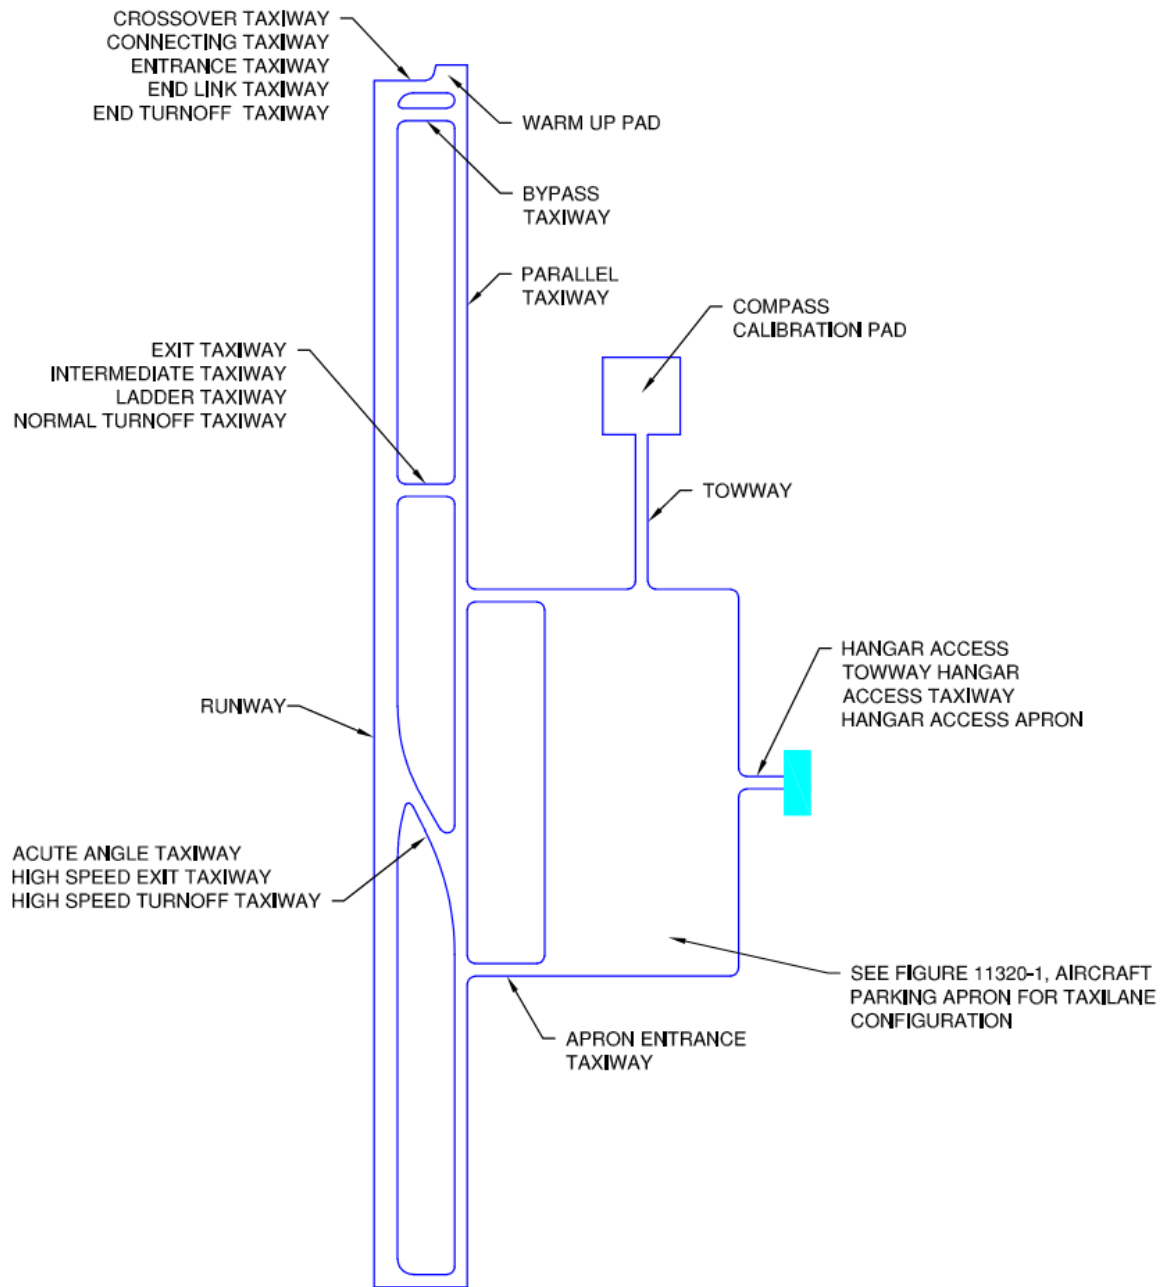 CROSSOVER TAXIWAY
CONNECTING TAXIWAY
ENTRANCE TAXIWAY
END LINK TAXIWAY
END TURNOFF TAXIWAY
WARM UP PAD
BYPASS
TAXIWAY
PARALLEL
TAXIWAY
COMPASS
CALIBRATION PAD
EXIT TAXIWAY
INTERMEDIATE TAXIWAY
LADDER TAXIWAY
NORMAL TURNOFF TAXIWAY
TOWWAY
HANGAR ACCESS
TOWWAY HANGAR
ACCESS TAXIWAY
HANGAR ACCESS APRON
RUNWAY
ACUTE ANGLE TAXIWAY
HIGH SPEED EXIT TAXIWAY
HIGH SPEED TURNOFF TAXIWAY
SEE FIGURE 11320-1, AIRCRAFT
PARKING APRON FOR TAXILANE
CONFIGURATION
APRON ENTRANCE
TAXIWAY